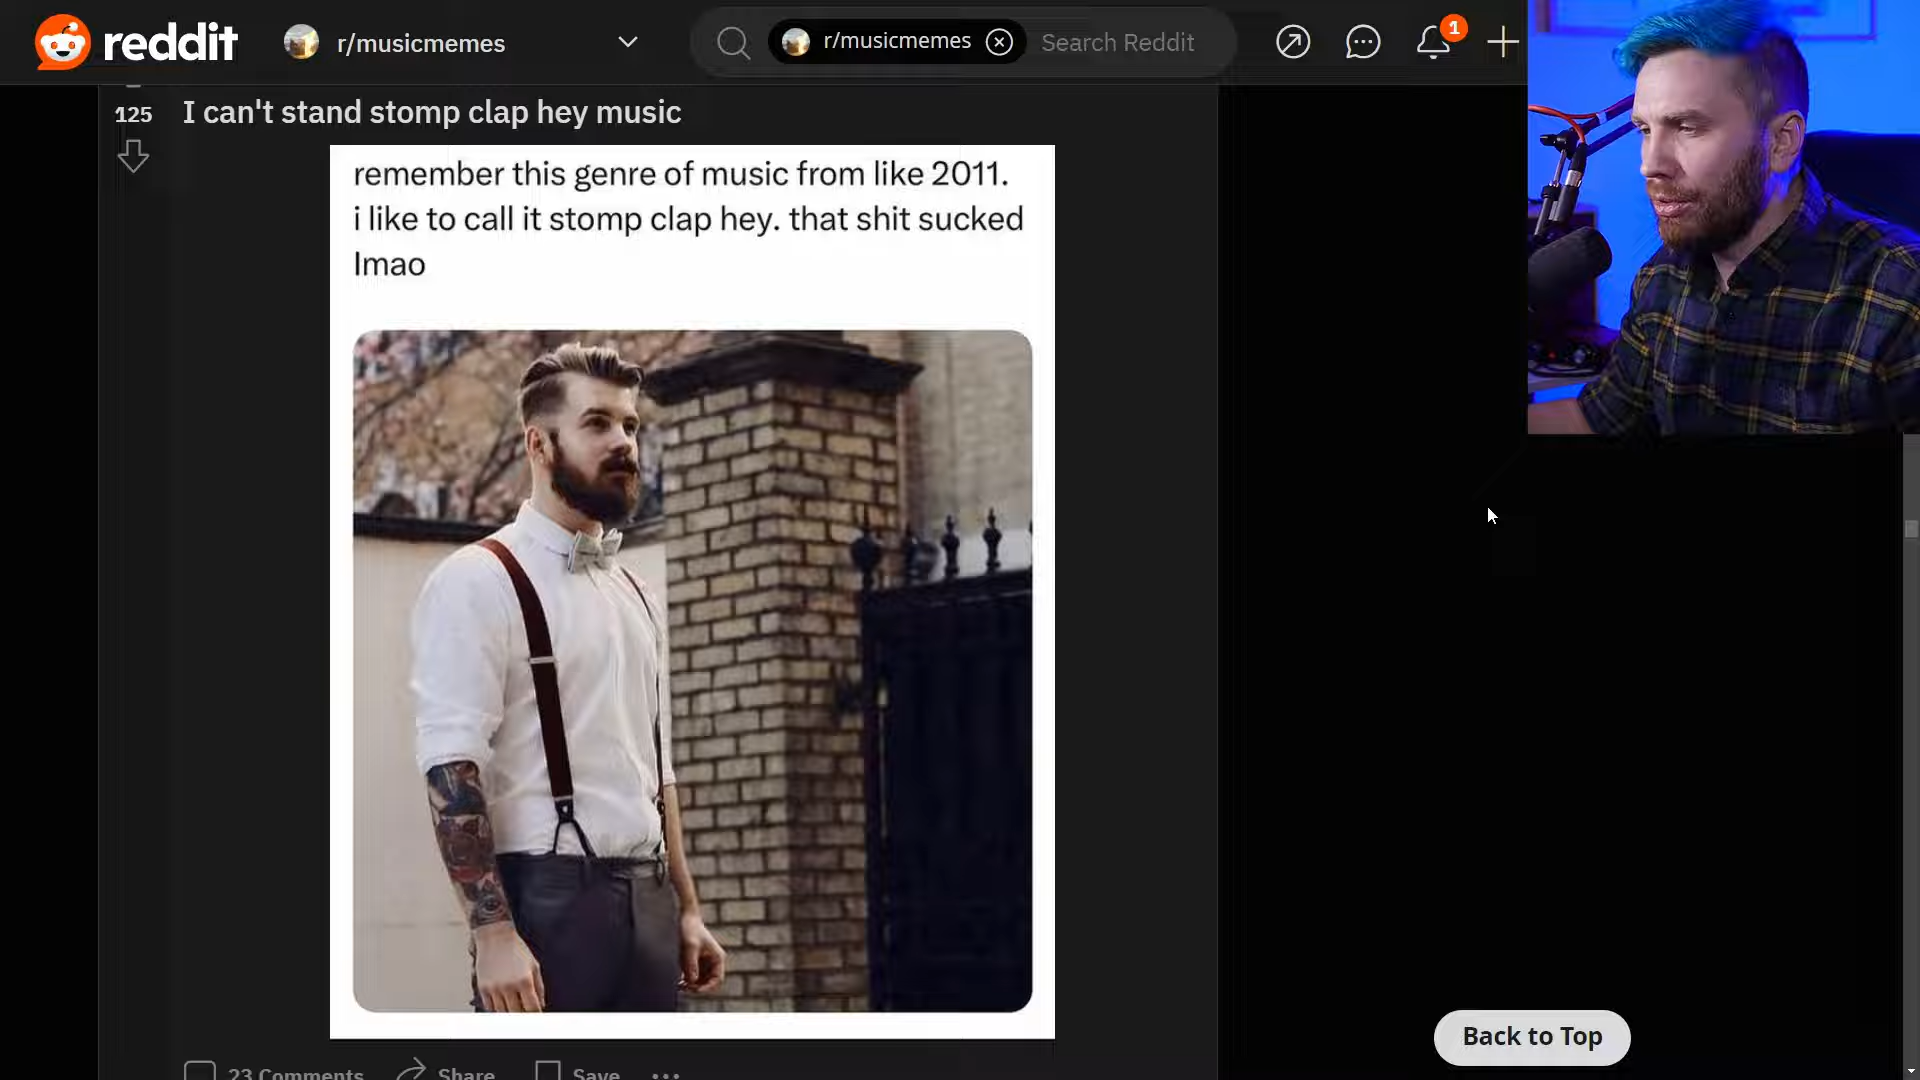 reddit
r/musicmemes
r/musicmemes
Search Reddit
1
125
I can't stand stomp clap hey music
remember this genre of music from like 2011.
i like to call it stomp clap hey. that shit sucked
lmao
23 Comments
Share
Save
Back to Top